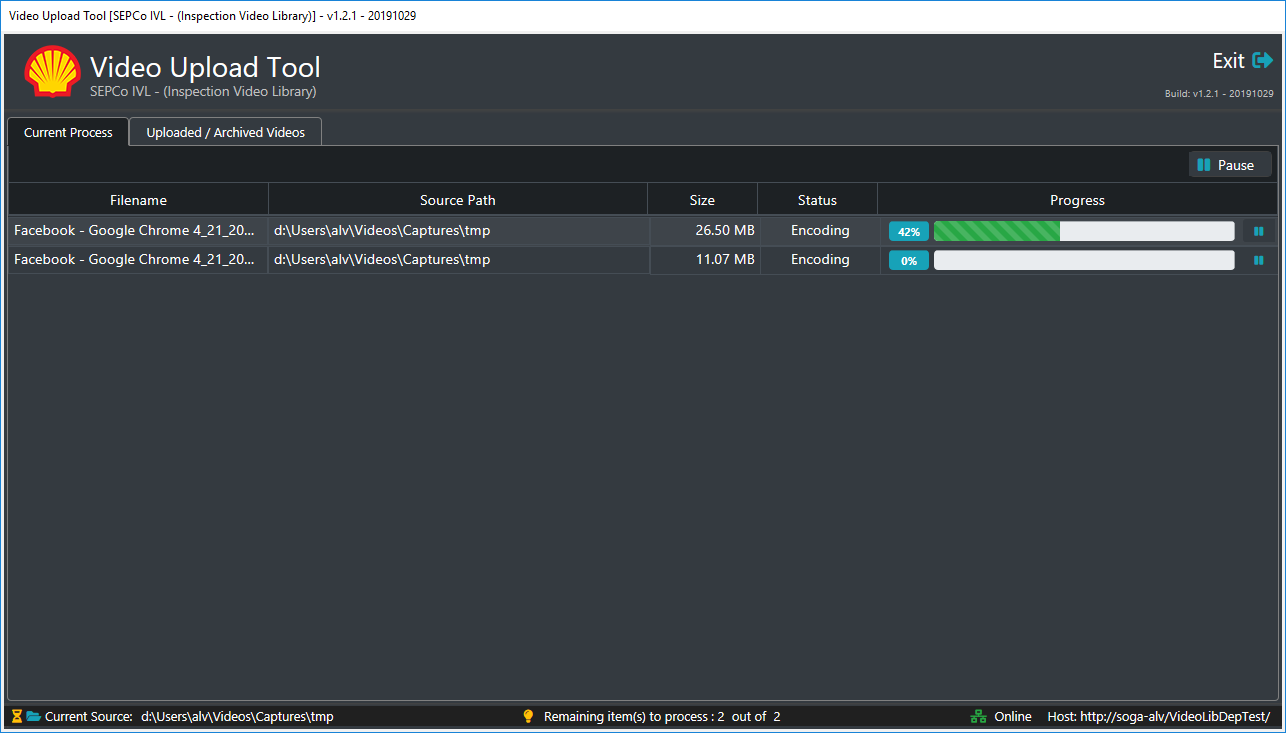 Video Upload Tool [SEPCo IVL - (Inspection Video Library)] - v1.2.1 - 20191029
Video Upload Tool
SEPCo IVL - (Inspection Video Library)
Exit
Build: v1.2.1 - 20191029
Current Process Uploaded / Archived Videos
Pause
Filename Source Path Size Status Progress
Facebook - Google Chrome 4_21_20... d:\Users\alv\Videos\Captures\tmp 26.50 MB Encoding 42%
Facebook - Google Chrome 4_21_20... d:\Users\alv\Videos\Captures\tmp 11.07 MB Encoding 0%
Current Source: d:\Users\alv\Videos\Captures\tmp Remaining item(s) to process : 2 out of 2 Online Host: http://soga-alv/VideoLibDepTest/